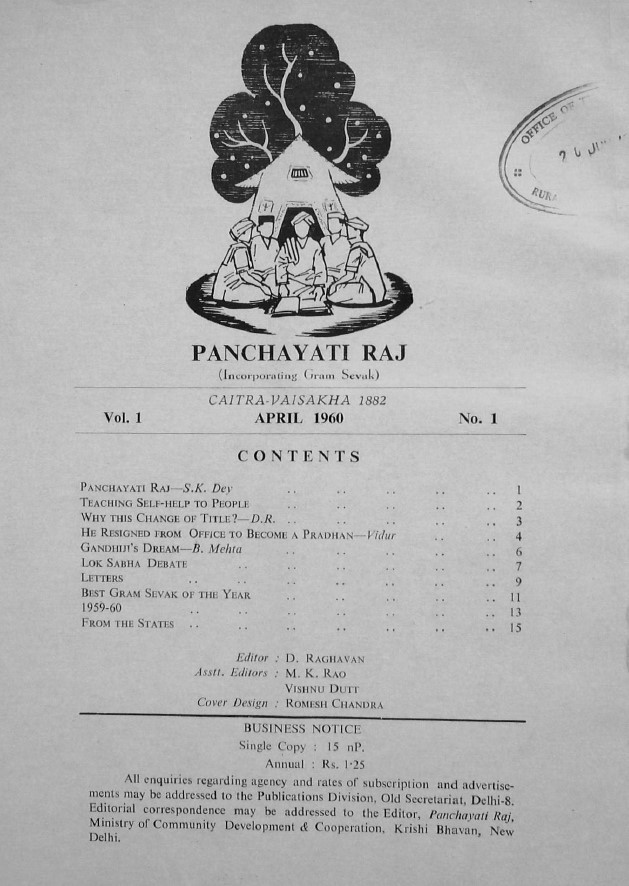 OFFICE OF
RURA
PANCHAYATI RAJ
(Incorporating Gram Sevak)
CAITRA-VAISAKHA 1882
Vol. 1 APRIL 1960 No. 1
CONTENTS
PANCHAYATI RAJ—S.K. Dey .. .. .. .. .. 1
TEACHING SELF-HELP TO PEOPLE .. .. .. .. .. 2
WHY THIS CHANGE OF TITLE?—D.R. .. .. .. .. .. 3
HE RESIGNED FROM OFFICE TO BECOME A PRADHAN—Vidur .. .. 4
GANDHIJI'S DREAM—B. Mehta .. .. .. .. .. 6
LOK SABHA DEBATE .. .. .. .. .. .. 7
LETTERS .. .. .. .. .. .. .. 9
BEST GRAM SEVAK OF THE YEAR .. .. .. .. .. 11
1959-60 .. .. .. .. .. .. .. 13
FROM THE STATES .. .. .. .. .. .. .. 15
Editor : D. RAGHAVAN
Asstt. Editors : M. K. RAO
VISHNU DUTT
Cover Design : ROMESH CHANDRA
BUSINESS NOTICE
Single Copy : 15 nP.
Annual : Rs. 1·25
All enquiries regarding agency and rates of subscription and advertise-
ments may be addressed to the Publications Division, Old Secretariat, Delhi-8.
Editorial correspondence may be addressed to the Editor, Panchayati Raj,
Ministry of Community Development & Cooperation, Krishi Bhavan, New
Delhi.